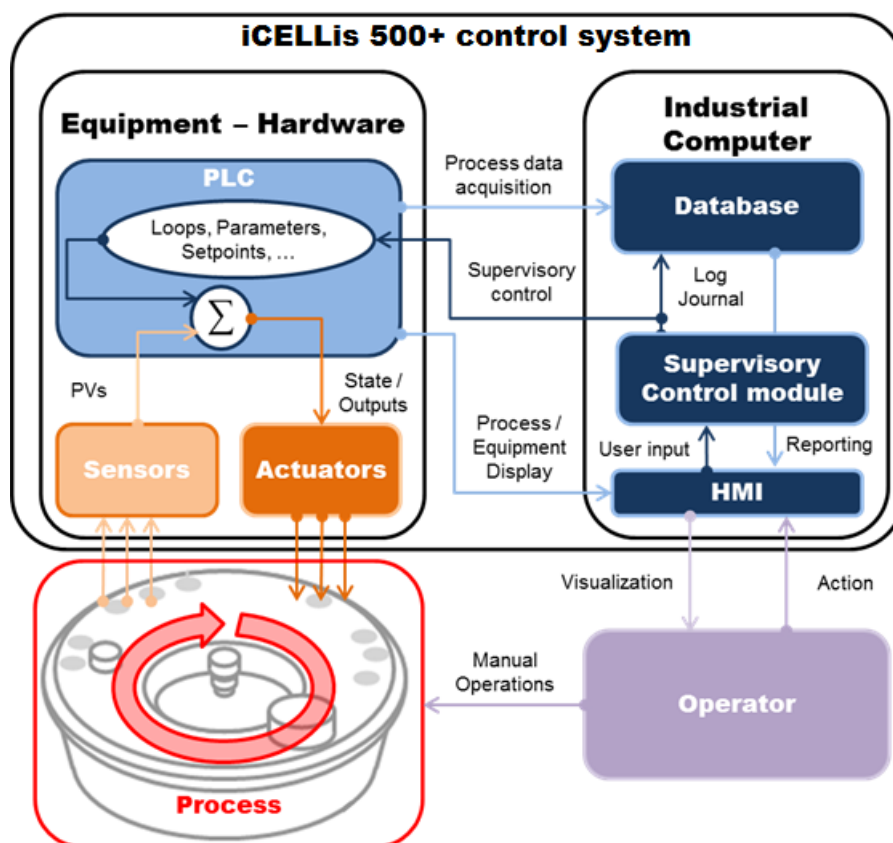 iCELLis 500+ control system
Equipment – Hardware
Industrial
Computer
PLC
Loops, Parameters,
Setpoints, ...
Σ
Process data
acquisition
Database
Supervisory
control
Log
Journal
PVs
State /
Outputs
Supervisory
Control module
Process /
Equipment
Display
User input
Reporting
Sensors
Actuators
HMI
Visualization
Action
Manual
Operations
Operator
Process